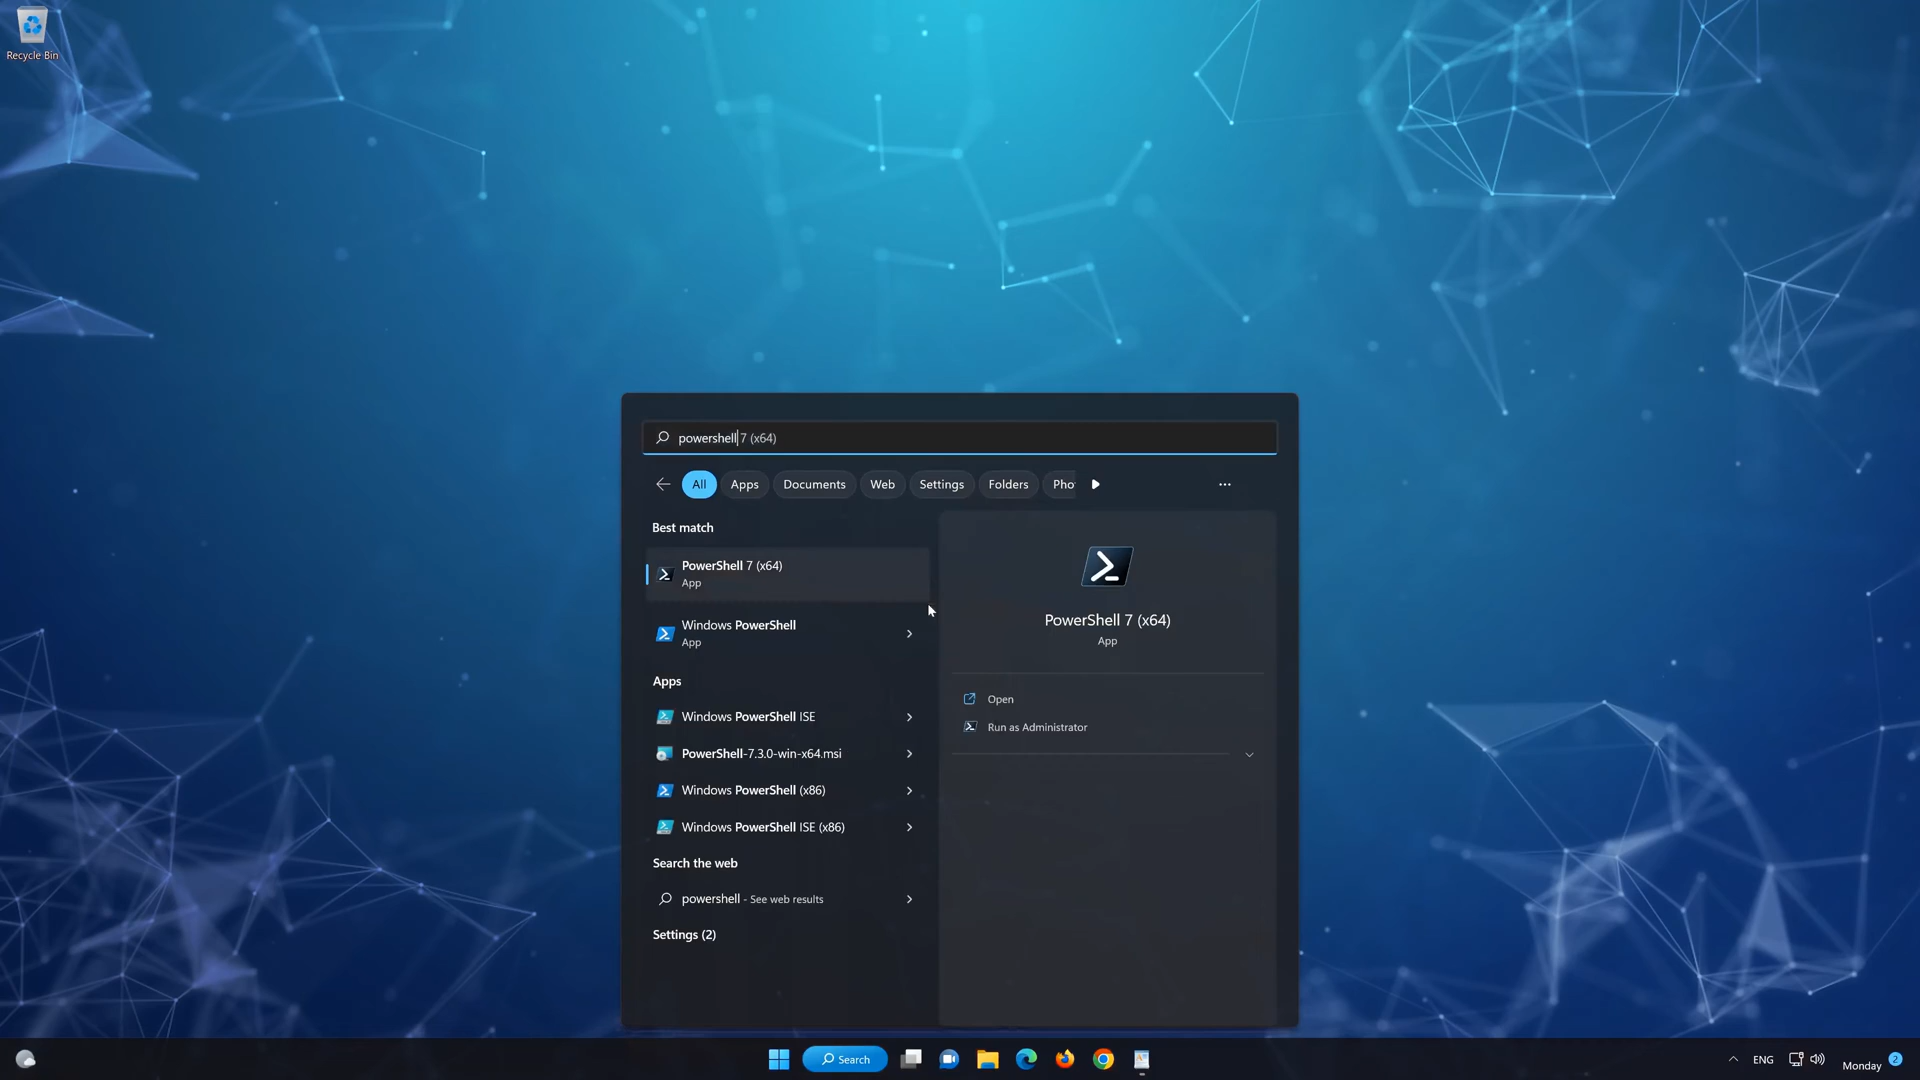 Recycle Bin
powershell 7 (x64)
All Apps Documents Web Settings Folders Pho
Best match
PowerShell 7 (x64)
App
Windows PowerShell
App
Apps
Windows PowerShell ISE
PowerShell-7.3.0-win-x64.msi
Windows PowerShell (x86)
Windows PowerShell ISE (x86)
Search the web
powershell - See web results
Settings (2)
PowerShell 7 (x64)
App
Open
Run as Administrator
Search
ENG
Monday
2